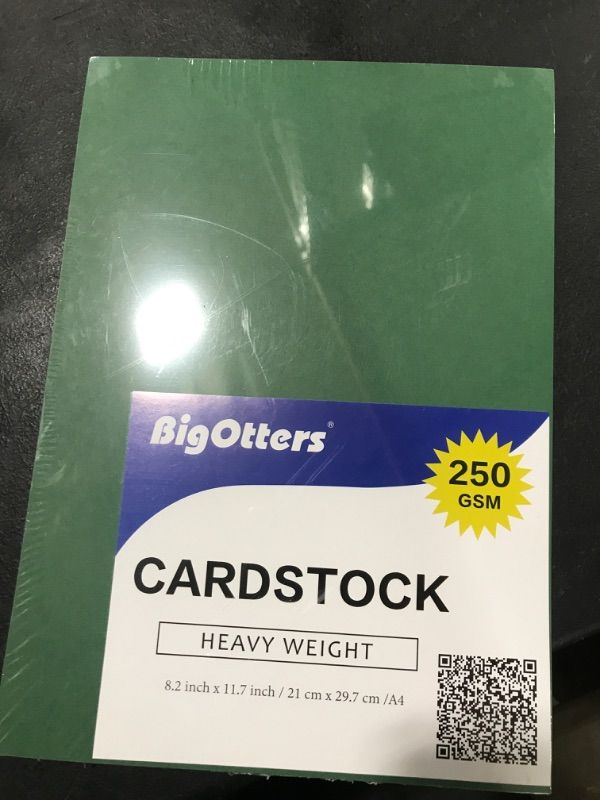 BigOtters®
250
GSM
CARDSTOCK
HEAVY WEIGHT
8.2 inch x 11.7 inch / 21 cm x 29.7 cm /A4